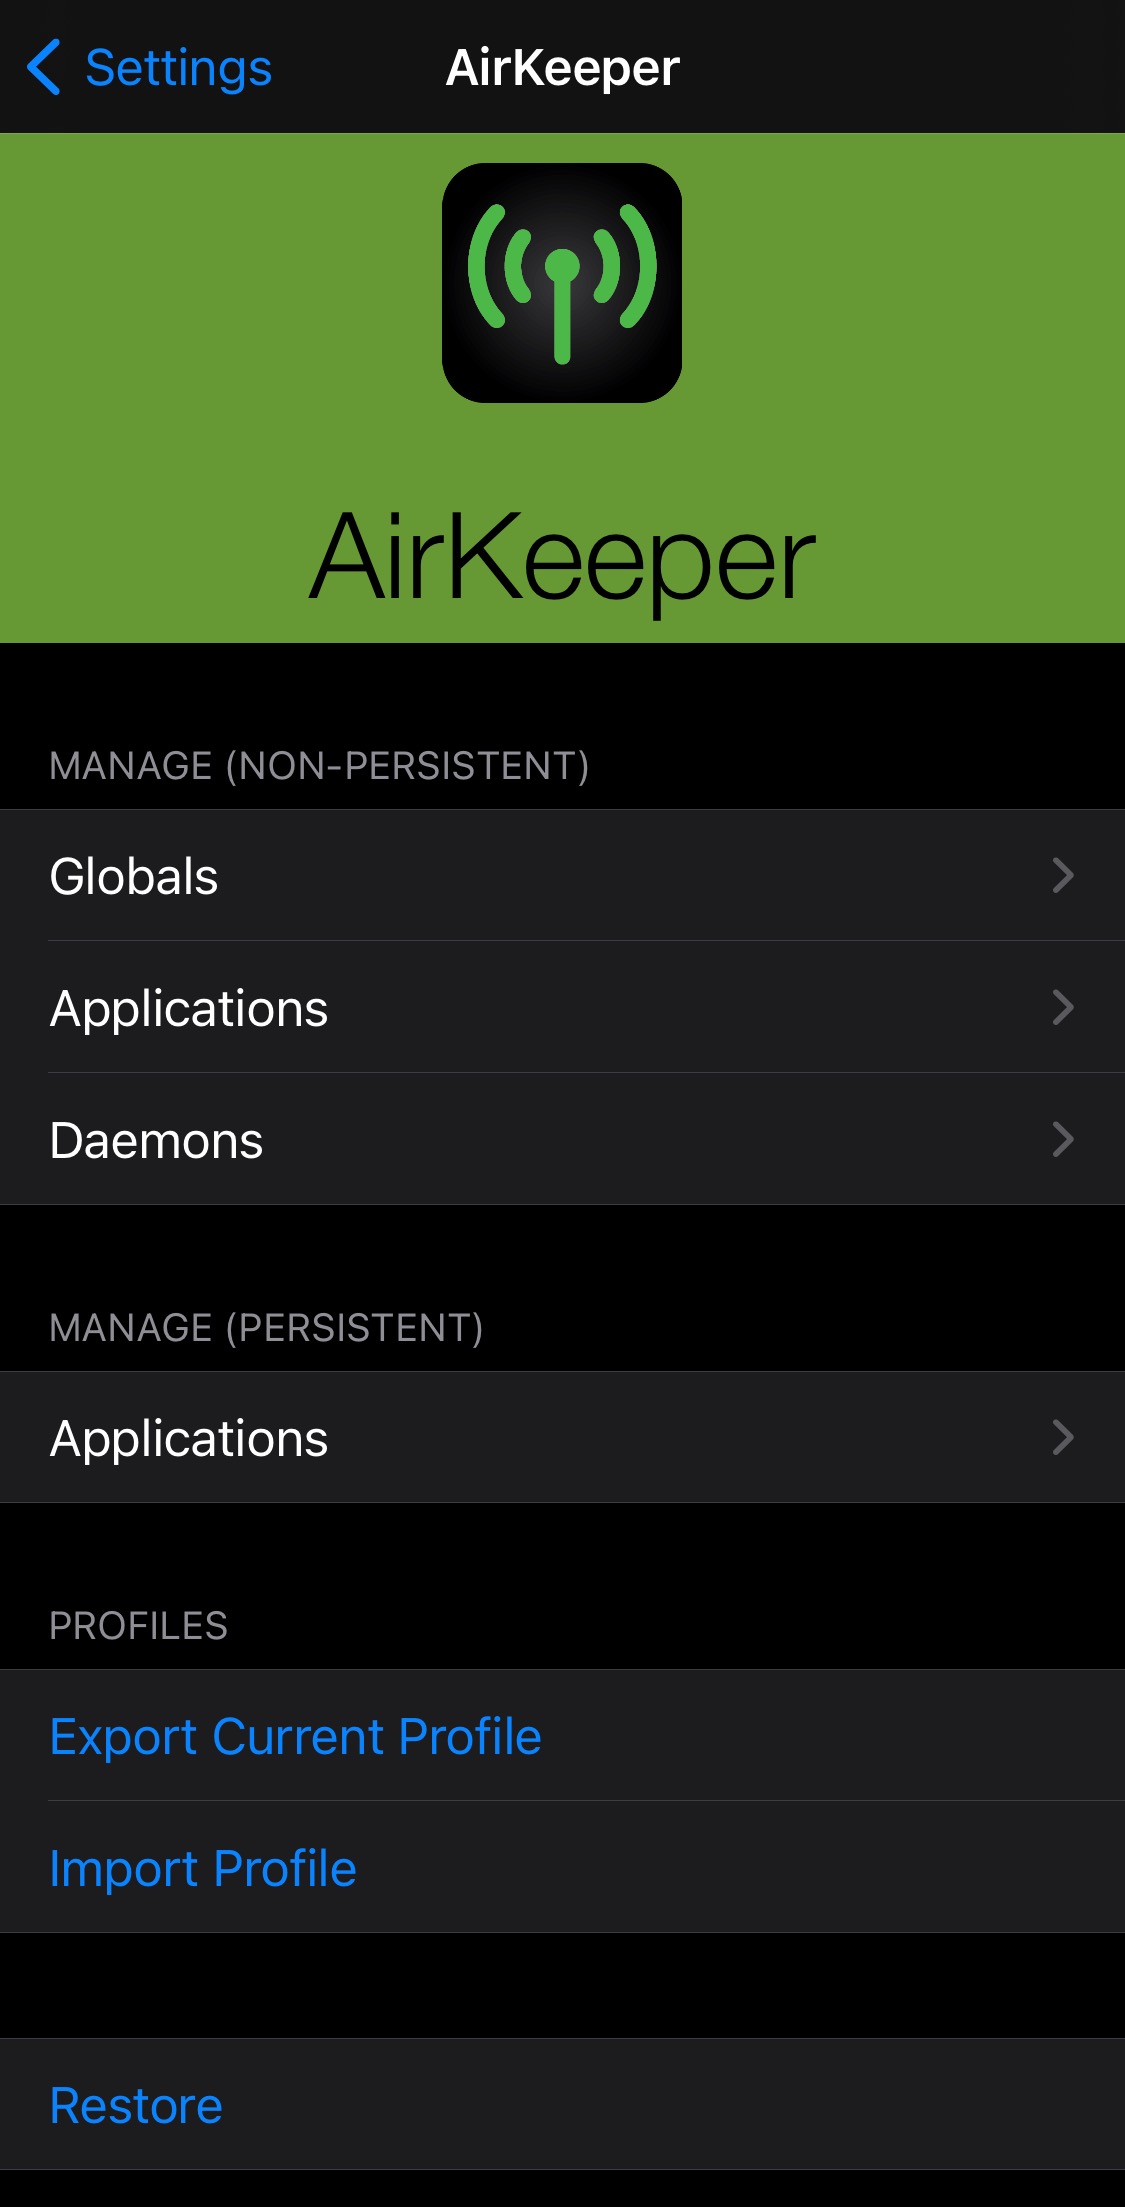 Settings
AirKeeper
AirKeeper
MANAGE (NON-PERSISTENT)
Globals
Applications
Daemons
MANAGE (PERSISTENT)
Applications
PROFILES
Export Current Profile
Import Profile
Restore